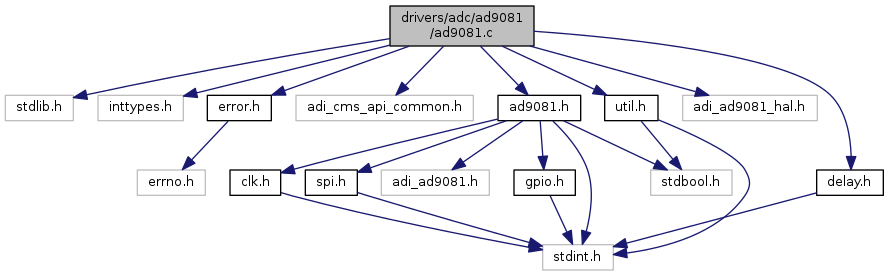 drivers/adc/ad9081
/ad9081.c
stdlib.h
inttypes.h
error.h
adi_cms_api_common.h
ad9081.h
util.h
adi_ad9081_hal.h
errno.h
clk.h
spi.h
adi_ad9081.h
gpio.h
stdbool.h
delay.h
stdint.h